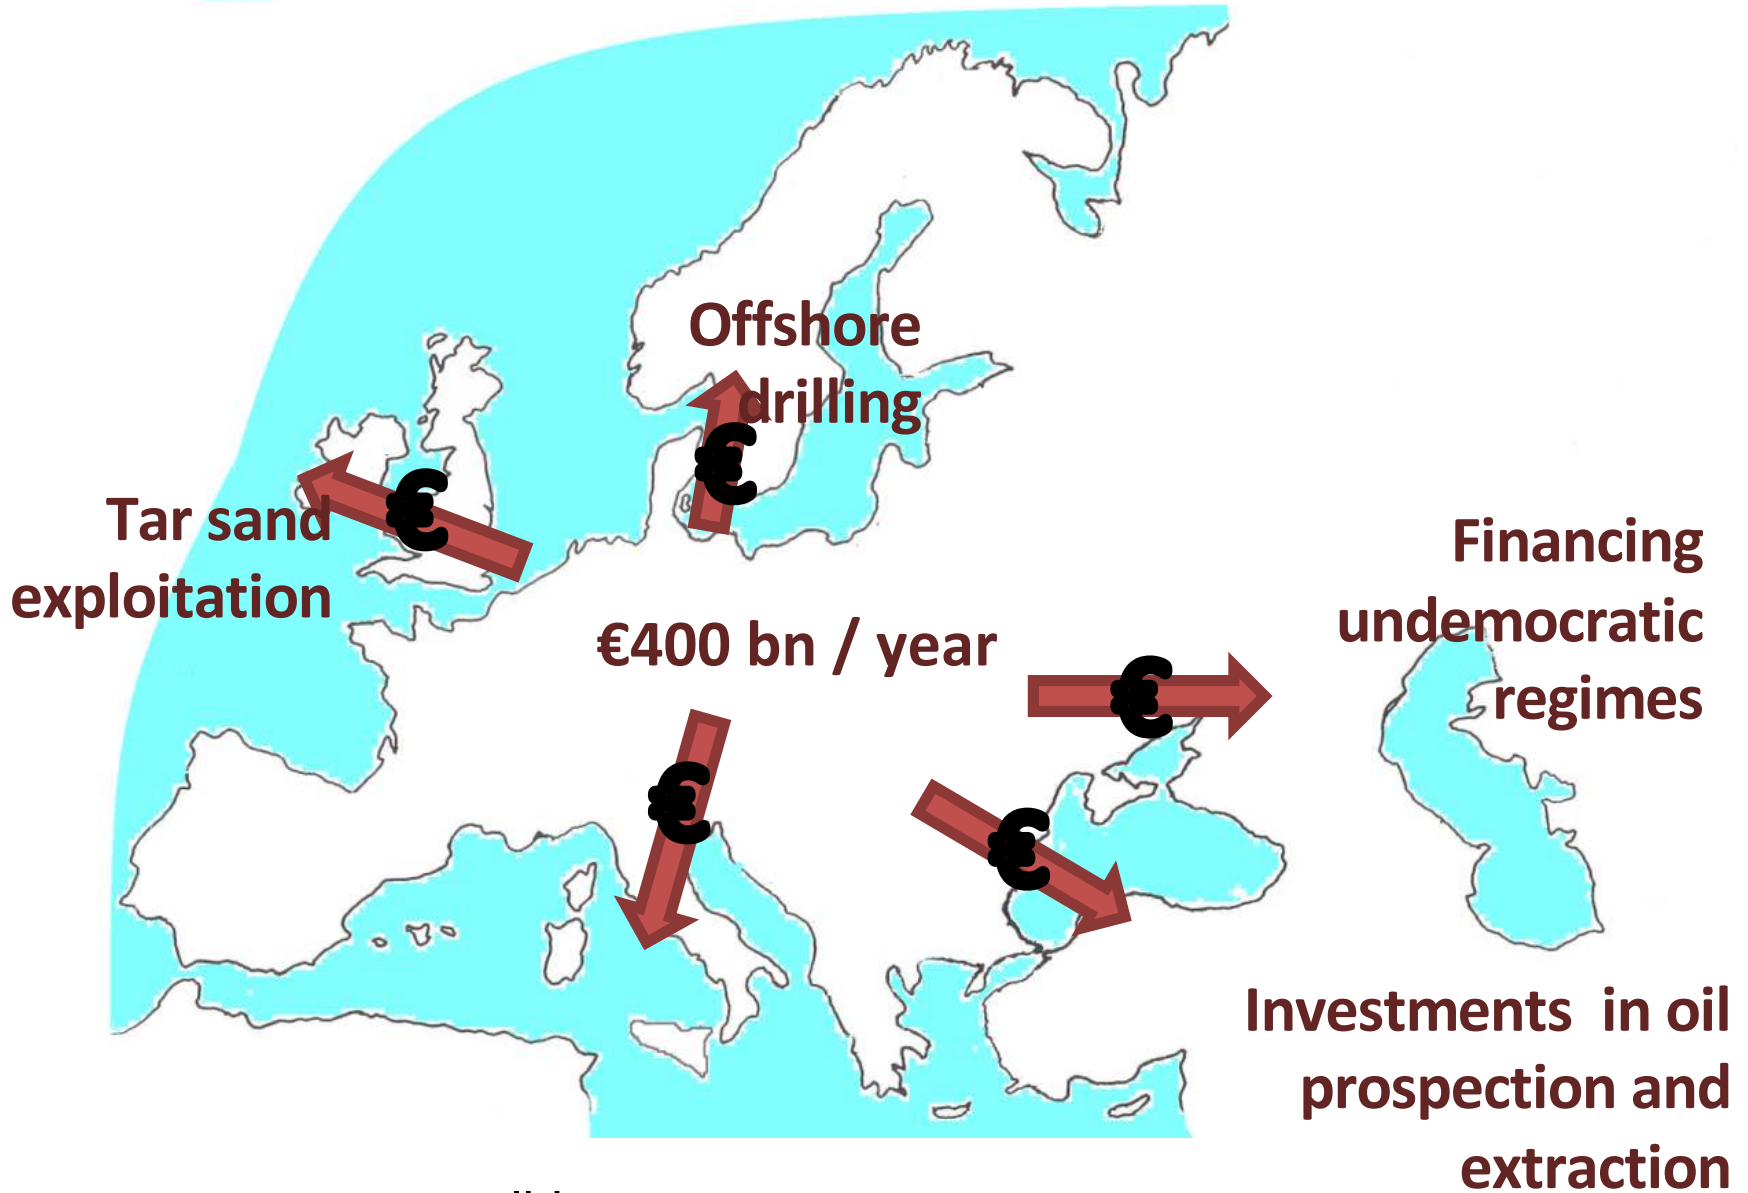 Offshore
drilling
€
€
Tar sand
exploitation
Financing
undemocratic
regimes
€400 bn / year
€
€
€
Investments in oil
prospection and
extraction